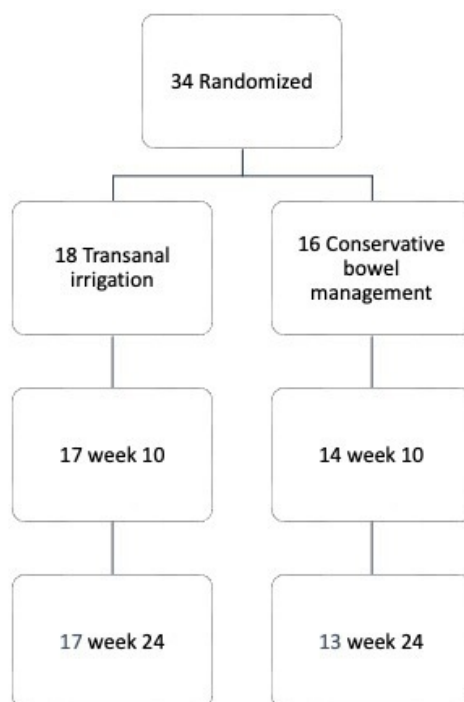 34 Randomized
18 Transanal
irrigation
16 Conservative
bowel
management
17 week 10
14 week 10
17 week 24
13 week 24